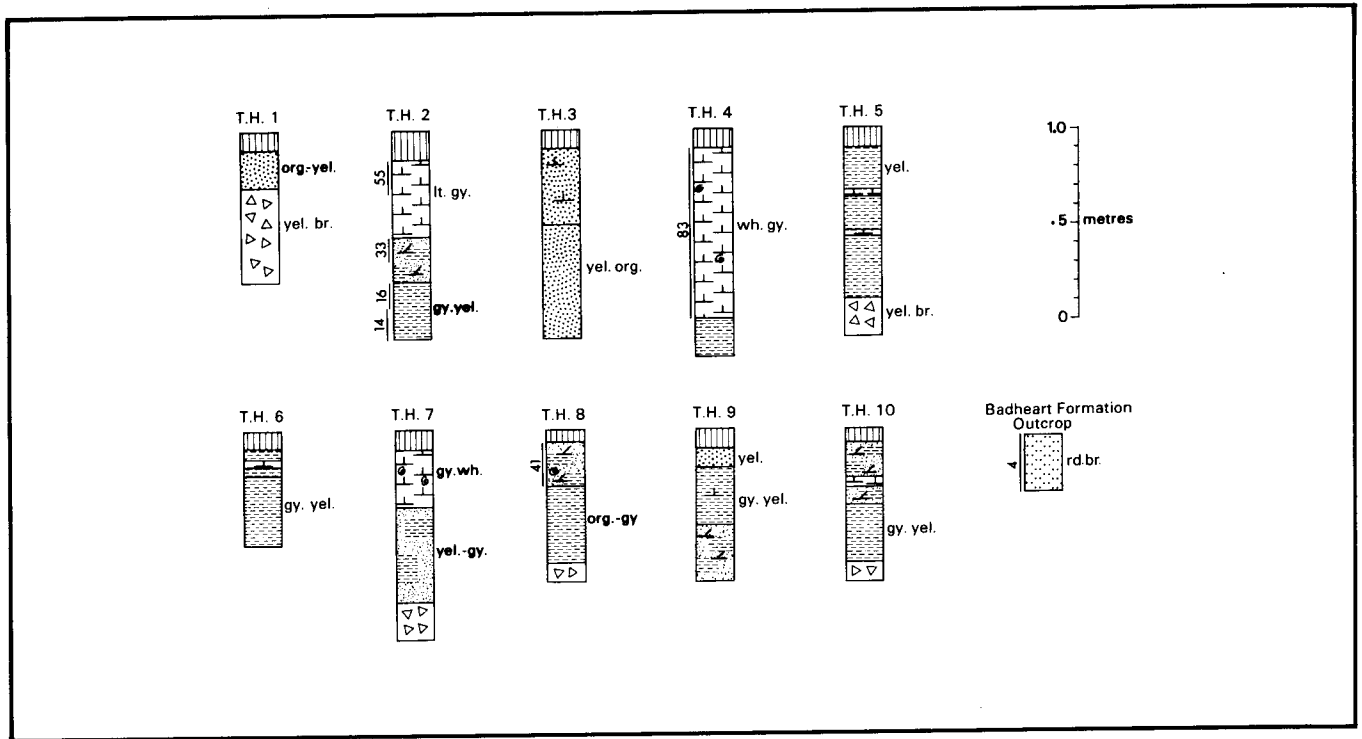 T.H. 1
org.-yel.
yel. br.
T.H. 2
55
lt. gy.
33
16
gy.yel.
14
T.H.3
yel. org.
T.H. 4
83
wh. gy.
T.H. 5
yel.
yel. br.
1.0
.5 metres
0
T.H. 6
gy. yel.
T.H. 7
gy.wh.
yel.-gy.
T.H. 8
41
org.-gy
T.H. 9
yel.
gy. yel.
T.H. 10
gy. yel.
Badheart Formation
Outcrop
4
rd.br.